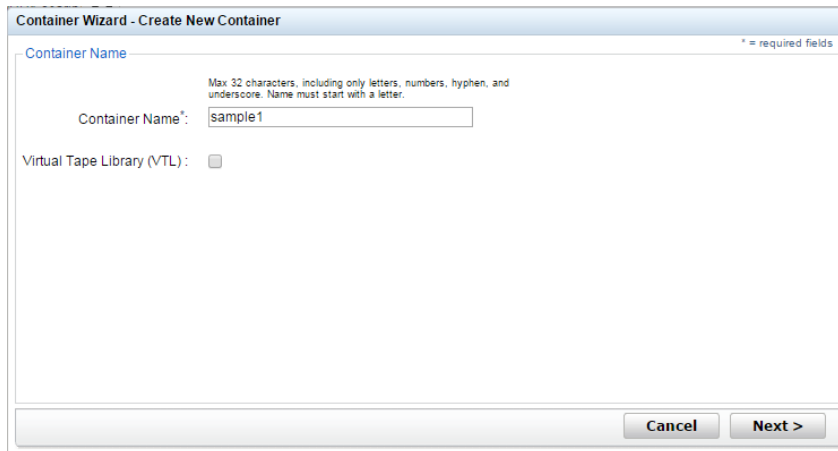 Container Wizard - Create New Container
* = required fields
Container Name
Max 32 characters, including only letters, numbers, hyphen, and
underscore. Name must start with a letter.
Container Name*:
sample1
Virtual Tape Library (VTL) :
Cancel
Next >